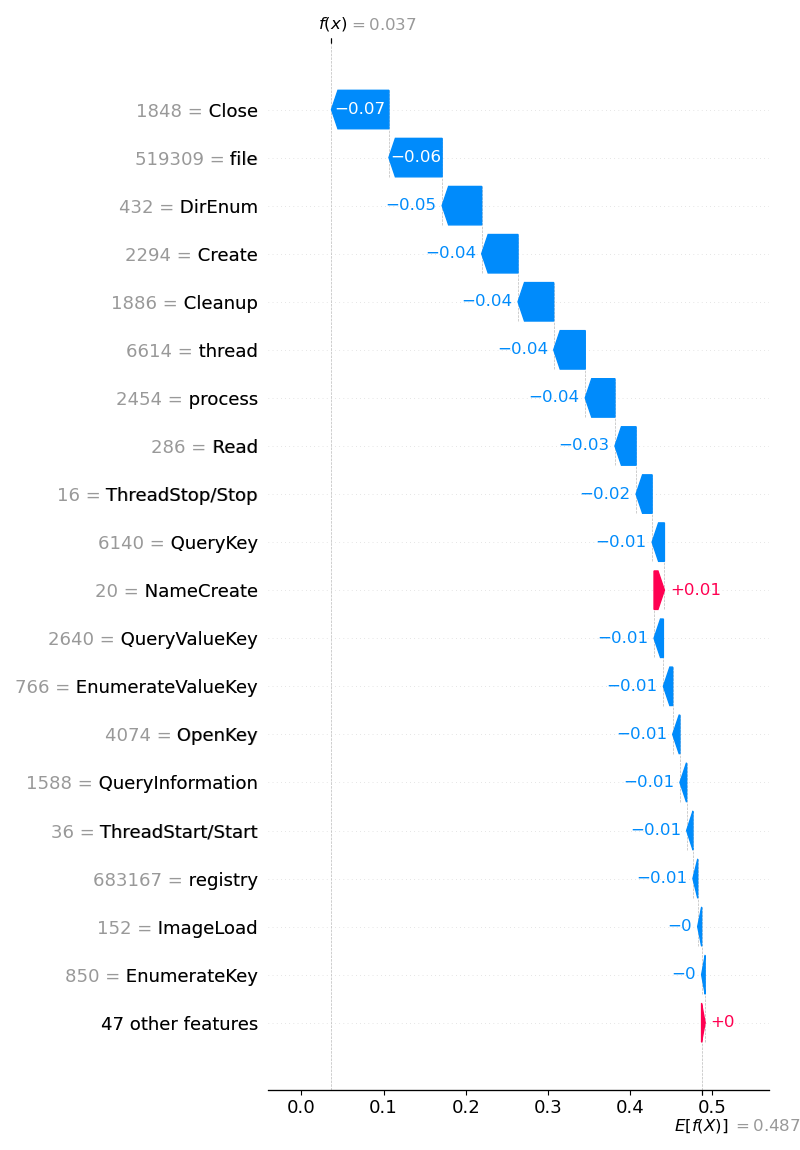 f(x) = 0.037
1848 = Close −0.07
519309 = file −0.06
432 = DirEnum −0.05
2294 = Create −0.04
1886 = Cleanup −0.04
6614 = thread −0.04
2454 = process −0.04
286 = Read −0.03
16 = ThreadStop/Stop −0.02
6140 = QueryKey −0.01
20 = NameCreate +0.01
2640 = QueryValueKey −0.01
766 = EnumerateValueKey −0.01
4074 = OpenKey −0.01
1588 = QueryInformation −0.01
36 = ThreadStart/Start −0.01
683167 = registry −0.01
152 = ImageLoad −0
850 = EnumerateKey −0
47 other features +0
0.0 0.1 0.2 0.3 0.4 0.5
E[f(X)] = 0.487